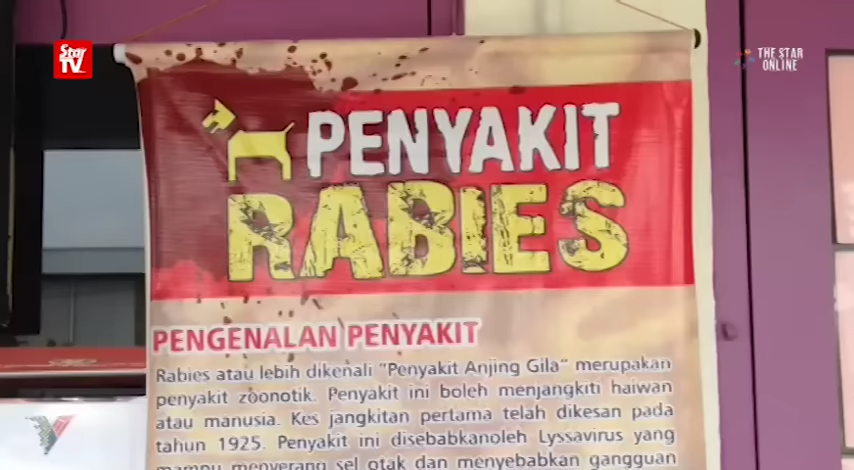 Star
TV
THE STAR
ONLINE
PENYAKIT
RABIES
PENGENALAN PENYAKIT
Rabies atau lebih dikenali "Penyakit Anjing Gila" merupakan
penyakit zoonotik. Penyakit ini boleh menjangkiti haiwan
atau manusia. Kes jangkitan pertama telah dikesan pada
tahun 1925. Penyakit ini disebabkanoleh Lyssavirus yang
mampu menyerang sel otak dan menyebabkan gangguan